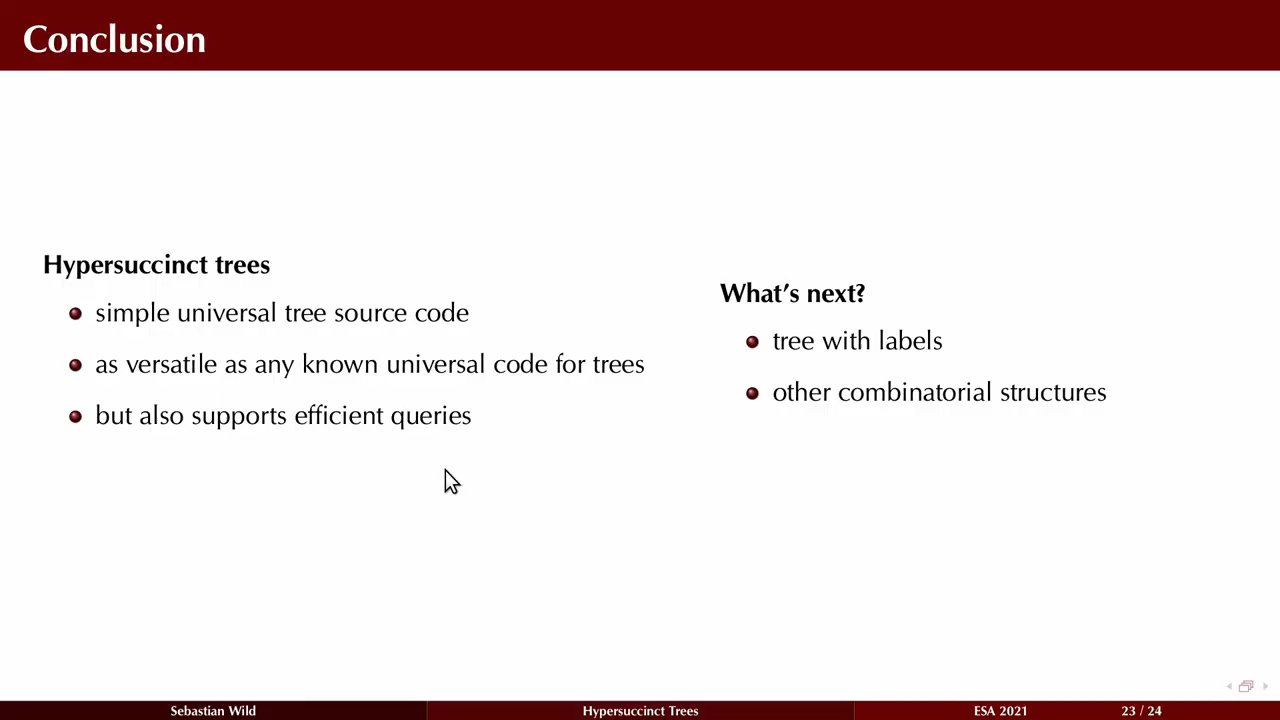 Conclusion
Hypersuccinct trees
simple universal tree source code
as versatile as any known universal code for trees
but also supports efficient queries
What's next?
tree with labels
other combinatorial structures
Sebastian Wild
Hypersuccinct Trees
ESA 2021
23 / 24